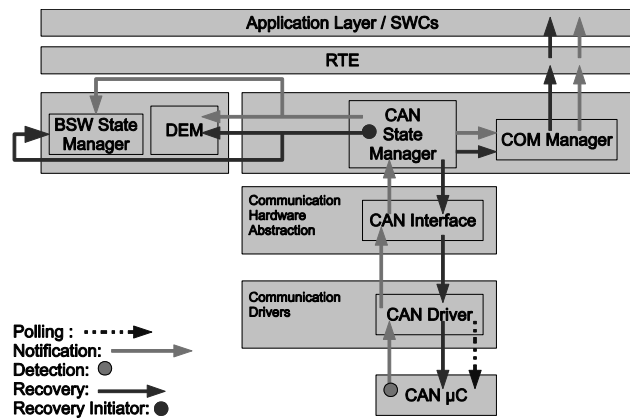 Application Layer / SWCs
RTE
BSW State
Manager
DEM
CAN
State
Manager
COM Manager
Communication
Hardware
Abstraction
CAN Interface
Communication
Drivers
CAN Driver
CAN µC
Polling :
Notification:
Detection:
Recovery:
Recovery Initiator: